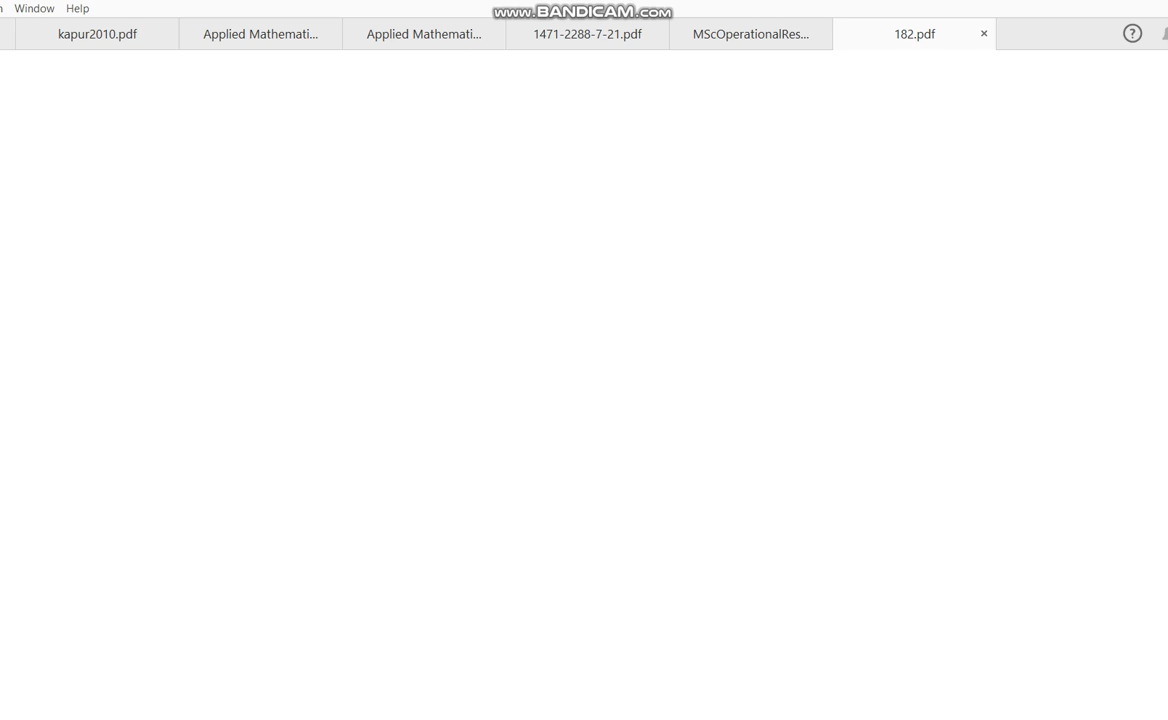 Window Help
www.BANDICAM.com
kapur2010.pdf Applied Mathemati... Applied Mathemati... 1471-2288-7-21.pdf MScOperationalRes... 182.pdf × ?